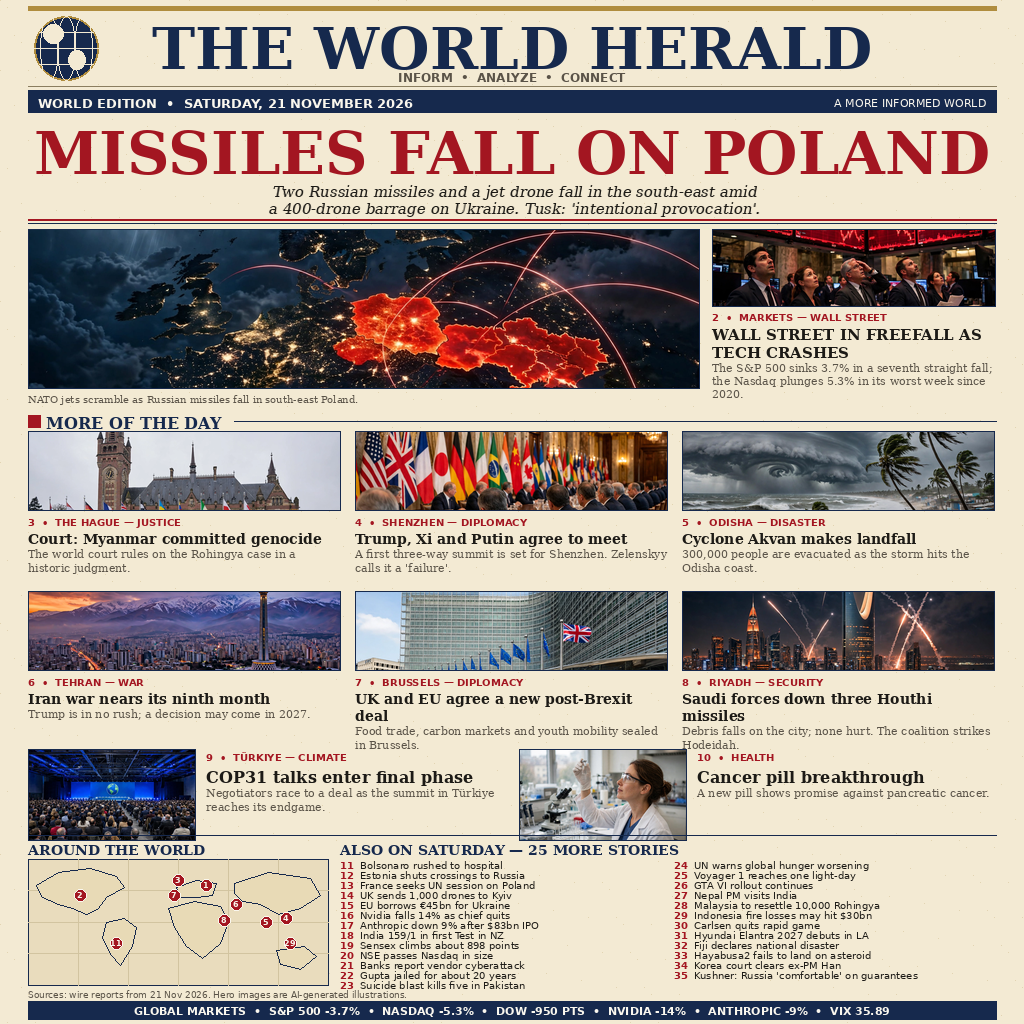 THE WORLD HERALD
INFORM • ANALYZE • CONNECT
WORLD EDITION • SATURDAY, 21 NOVEMBER 2026
A MORE INFORMED WORLD
MISSILES FALL ON POLAND
Two Russian missiles and a jet drone fall in the south-east amid
a 400-drone barrage on Ukraine. Tusk: 'intentional provocation'.
NATO jets scramble as Russian missiles fall in south-east Poland.
2 • MARKETS — WALL STREET
WALL STREET IN FREEFALL AS
TECH CRASHES
The S&P 500 sinks 3.7% in a seventh straight fall;
the Nasdaq plunges 5.3% in its worst week since
2020.
MORE OF THE DAY
3 • THE HAGUE — JUSTICE
Court: Myanmar committed genocide
The world court rules on the Rohingya case in a
historic judgment.
4 • SHENZHEN — DIPLOMACY
Trump, Xi and Putin agree to meet
A first three-way summit is set for Shenzhen. Zelenskyy
calls it a 'failure'.
5 • ODISHA — DISASTER
Cyclone Akvan makes landfall
300,000 people are evacuated as the storm hits the
Odisha coast.
6 • TEHRAN — WAR
Iran war nears its ninth month
Trump is in no rush; a decision may come in 2027.
7 • BRUSSELS — DIPLOMACY
UK and EU agree a new post-Brexit
deal
Food trade, carbon markets and youth mobility sealed
in Brussels.
8 • RIYADH — SECURITY
Saudi forces down three Houthi
missiles
Debris falls on the city; none hurt. The coalition strikes
Hodeidah.
9 • TÜRKIYE — CLIMATE
COP31 talks enter final phase
Negotiators race to a deal as the summit in Türkiye
reaches its endgame.
10 • HEALTH
Cancer pill breakthrough
A new pill shows promise against pancreatic cancer.
AROUND THE WORLD
2
3
1
7
6
8
5
4
11
29
ALSO ON SATURDAY — 25 MORE STORIES
11 Bolsonaro rushed to hospital
12 Estonia shuts crossings to Russia
13 France seeks UN session on Poland
14 UK sends 1,000 drones to Kyiv
15 EU borrows €45bn for Ukraine
16 Nvidia falls 14% as chief quits
17 Anthropic down 9% after $83bn IPO
18 India 159/1 in first Test in NZ
19 Sensex climbs about 898 points
20 NSE passes Nasdaq in size
21 Banks report vendor cyberattack
22 Gupta jailed for about 20 years
23 Suicide blast kills five in Pakistan
24 UN warns global hunger worsening
25 Voyager 1 reaches one light-day
26 GTA VI rollout continues
27 Nepal PM visits India
28 Malaysia to resettle 10,000 Rohingya
29 Indonesia fire losses may hit $30bn
30 Carlsen quits rapid game
31 Hyundai Elantra 2027 debuts in LA
32 Fiji declares national disaster
33 Hayabusa2 fails to land on asteroid
34 Korea court clears ex-PM Han
35 Kushner: Russia 'comfortable' on guarantees
Sources: wire reports from 21 Nov 2026. Hero images are AI-generated illustrations.
GLOBAL MARKETS • S&P 500 -3.7% • NASDAQ -5.3% • DOW -950 PTS • NVIDIA -14% • ANTHROPIC -9% • VIX 35.89